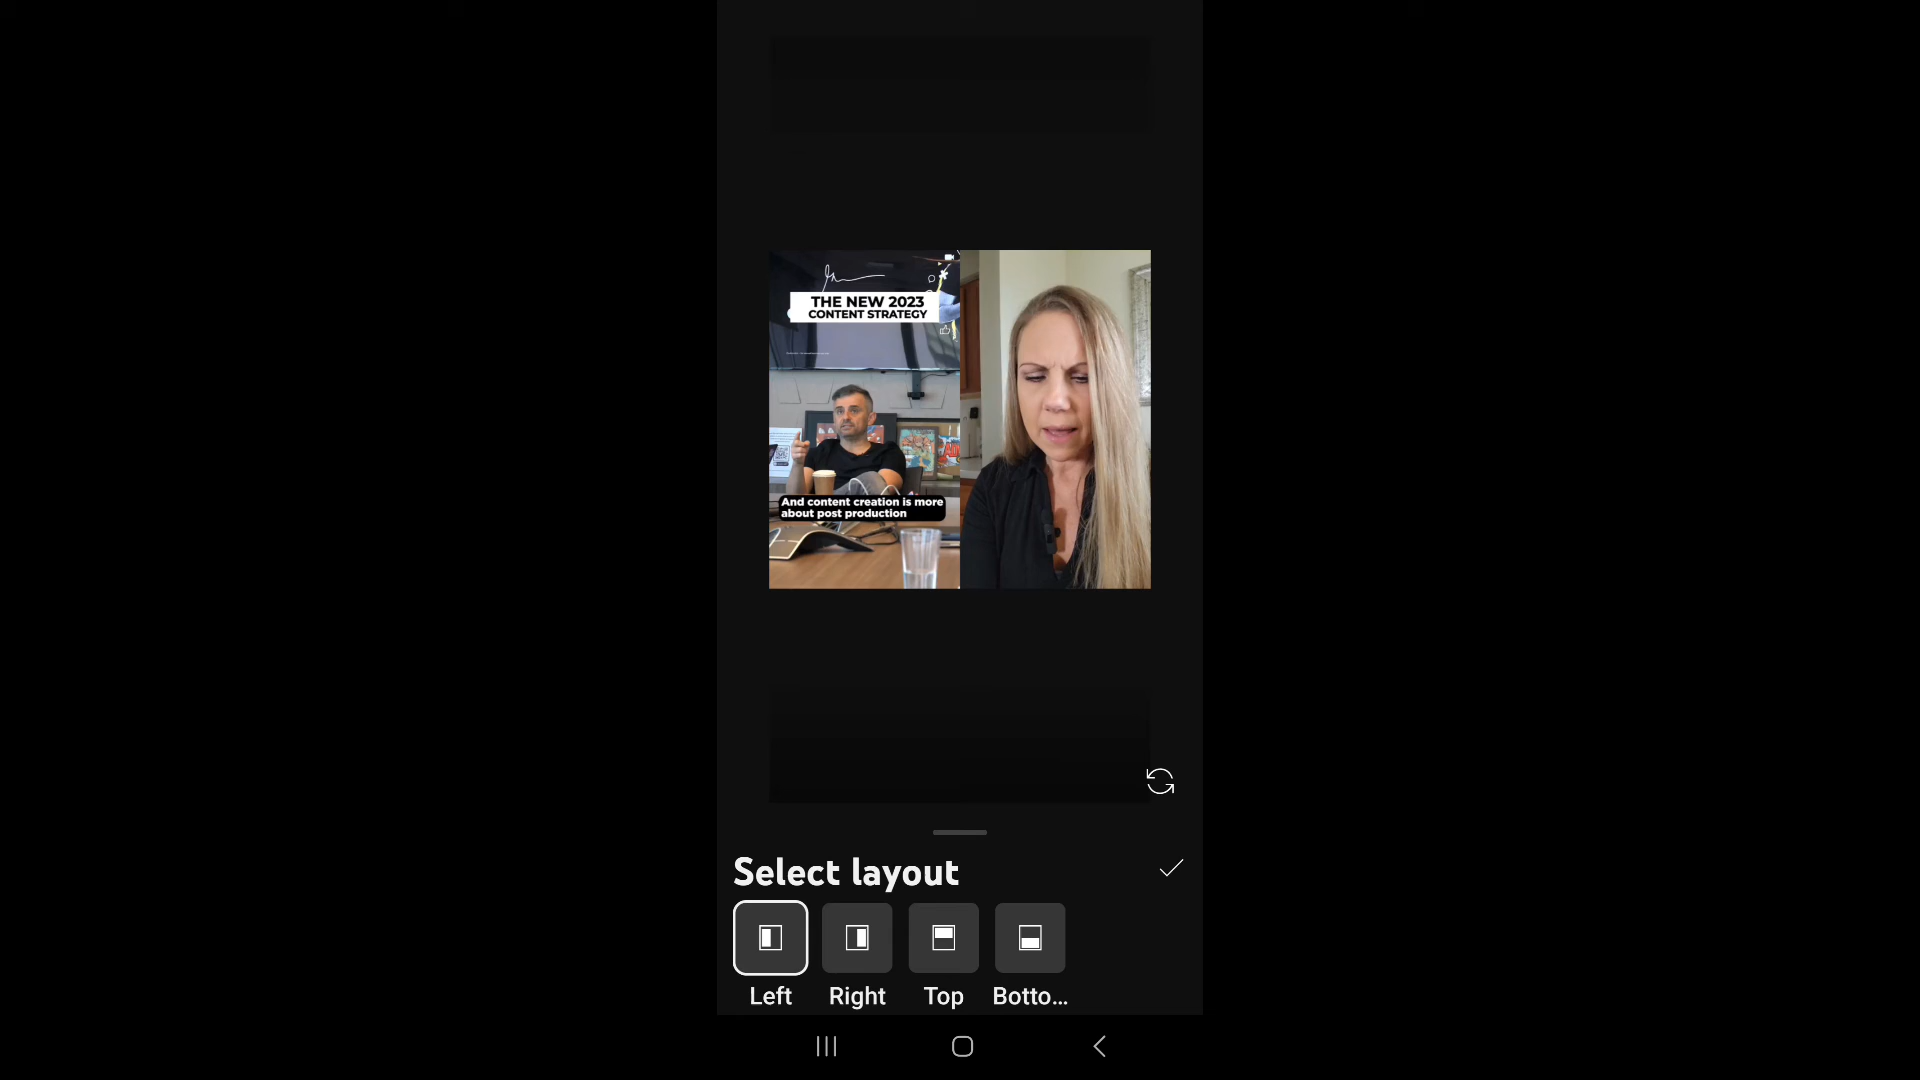 THE NEW 2023
CONTENT STRATEGY
And content creation is more
about post production
Select layout
Left
Right
Top
Botto...